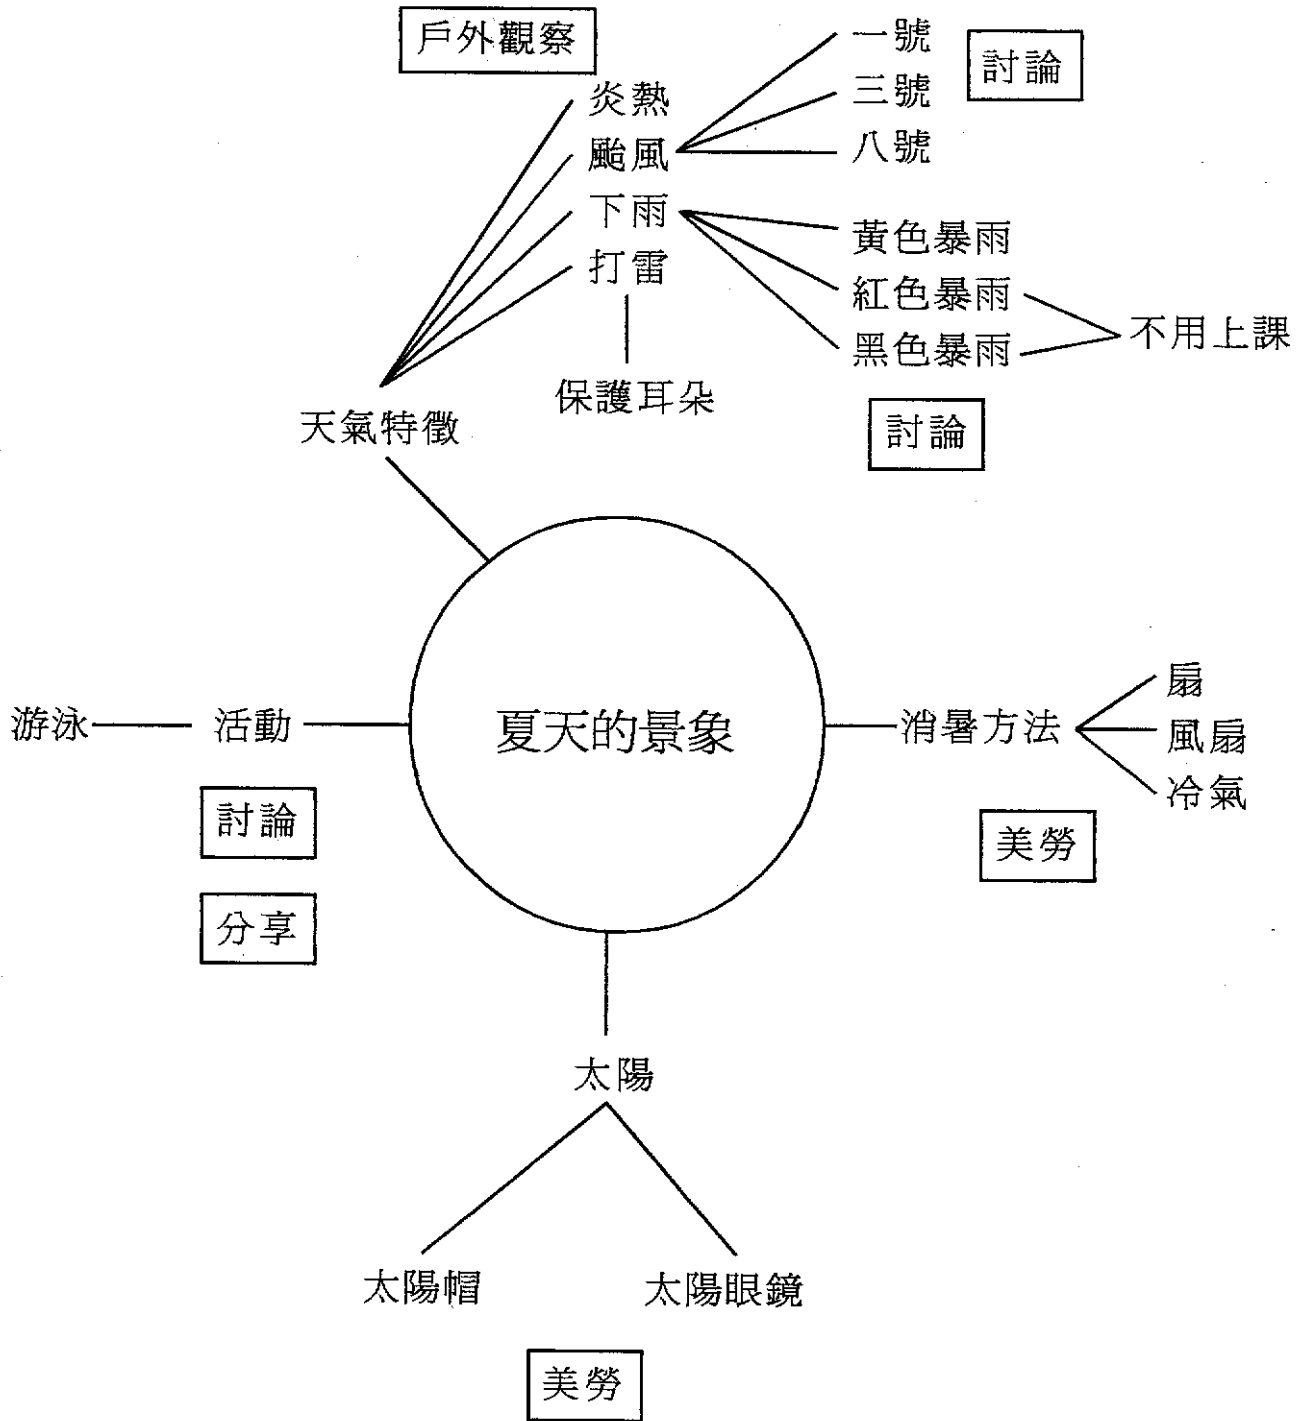 戶外觀察
一號
討論
三號
炎熱
八號
颱風
下雨
黃色暴雨
打雷
紅色暴雨
不用上課
黑色暴雨
保護耳朵
天氣特徵
討論
夏天的景象
游泳
活動
消暑方法
扇
風扇
冷氣
討論
美勞
分享
太陽
太陽帽
太陽眼鏡
美勞